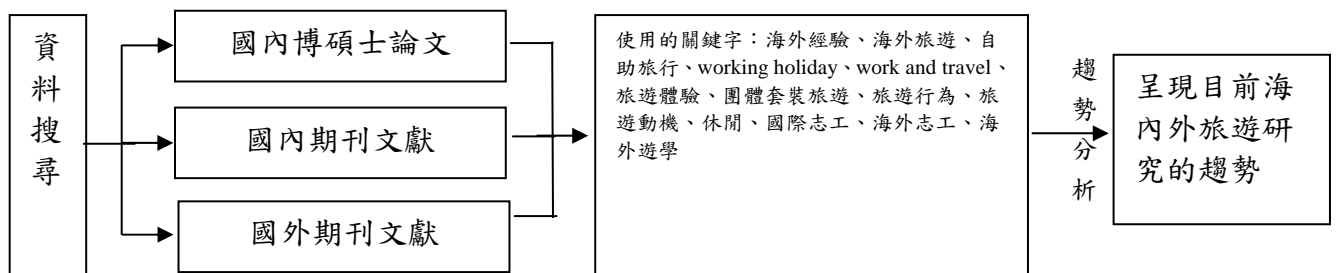 資料搜尋
國內博碩士論文
國內期刊文獻
國外期刊文獻
使用的關鍵字：海外經驗、海外旅遊、自
助旅行、working holiday、work and travel、
旅遊體驗、團體套裝旅遊、旅遊行為、旅
遊動機、休閒、國際志工、海外志工、海
外遊學
趨勢分析
呈現目前海
內外旅遊研
究的趨勢